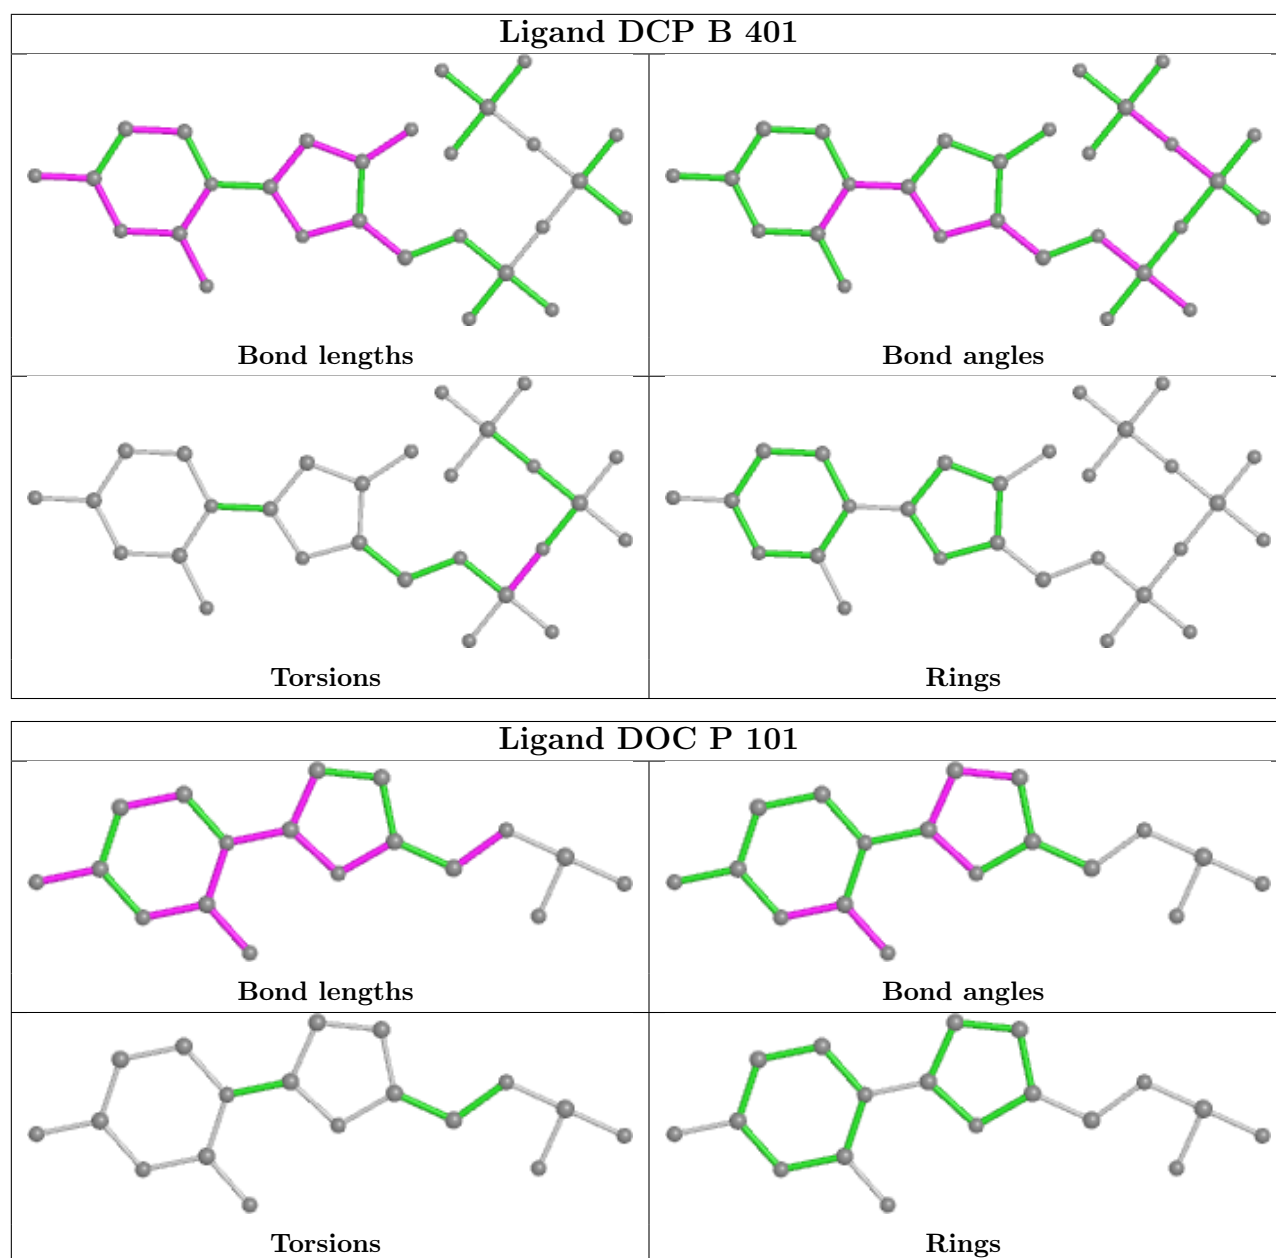 Ligand DCP B 401
Bond lengths
Bond angles
Torsions
Rings
Ligand DOC P 101
Bond lengths
Bond angles
Torsions
Rings